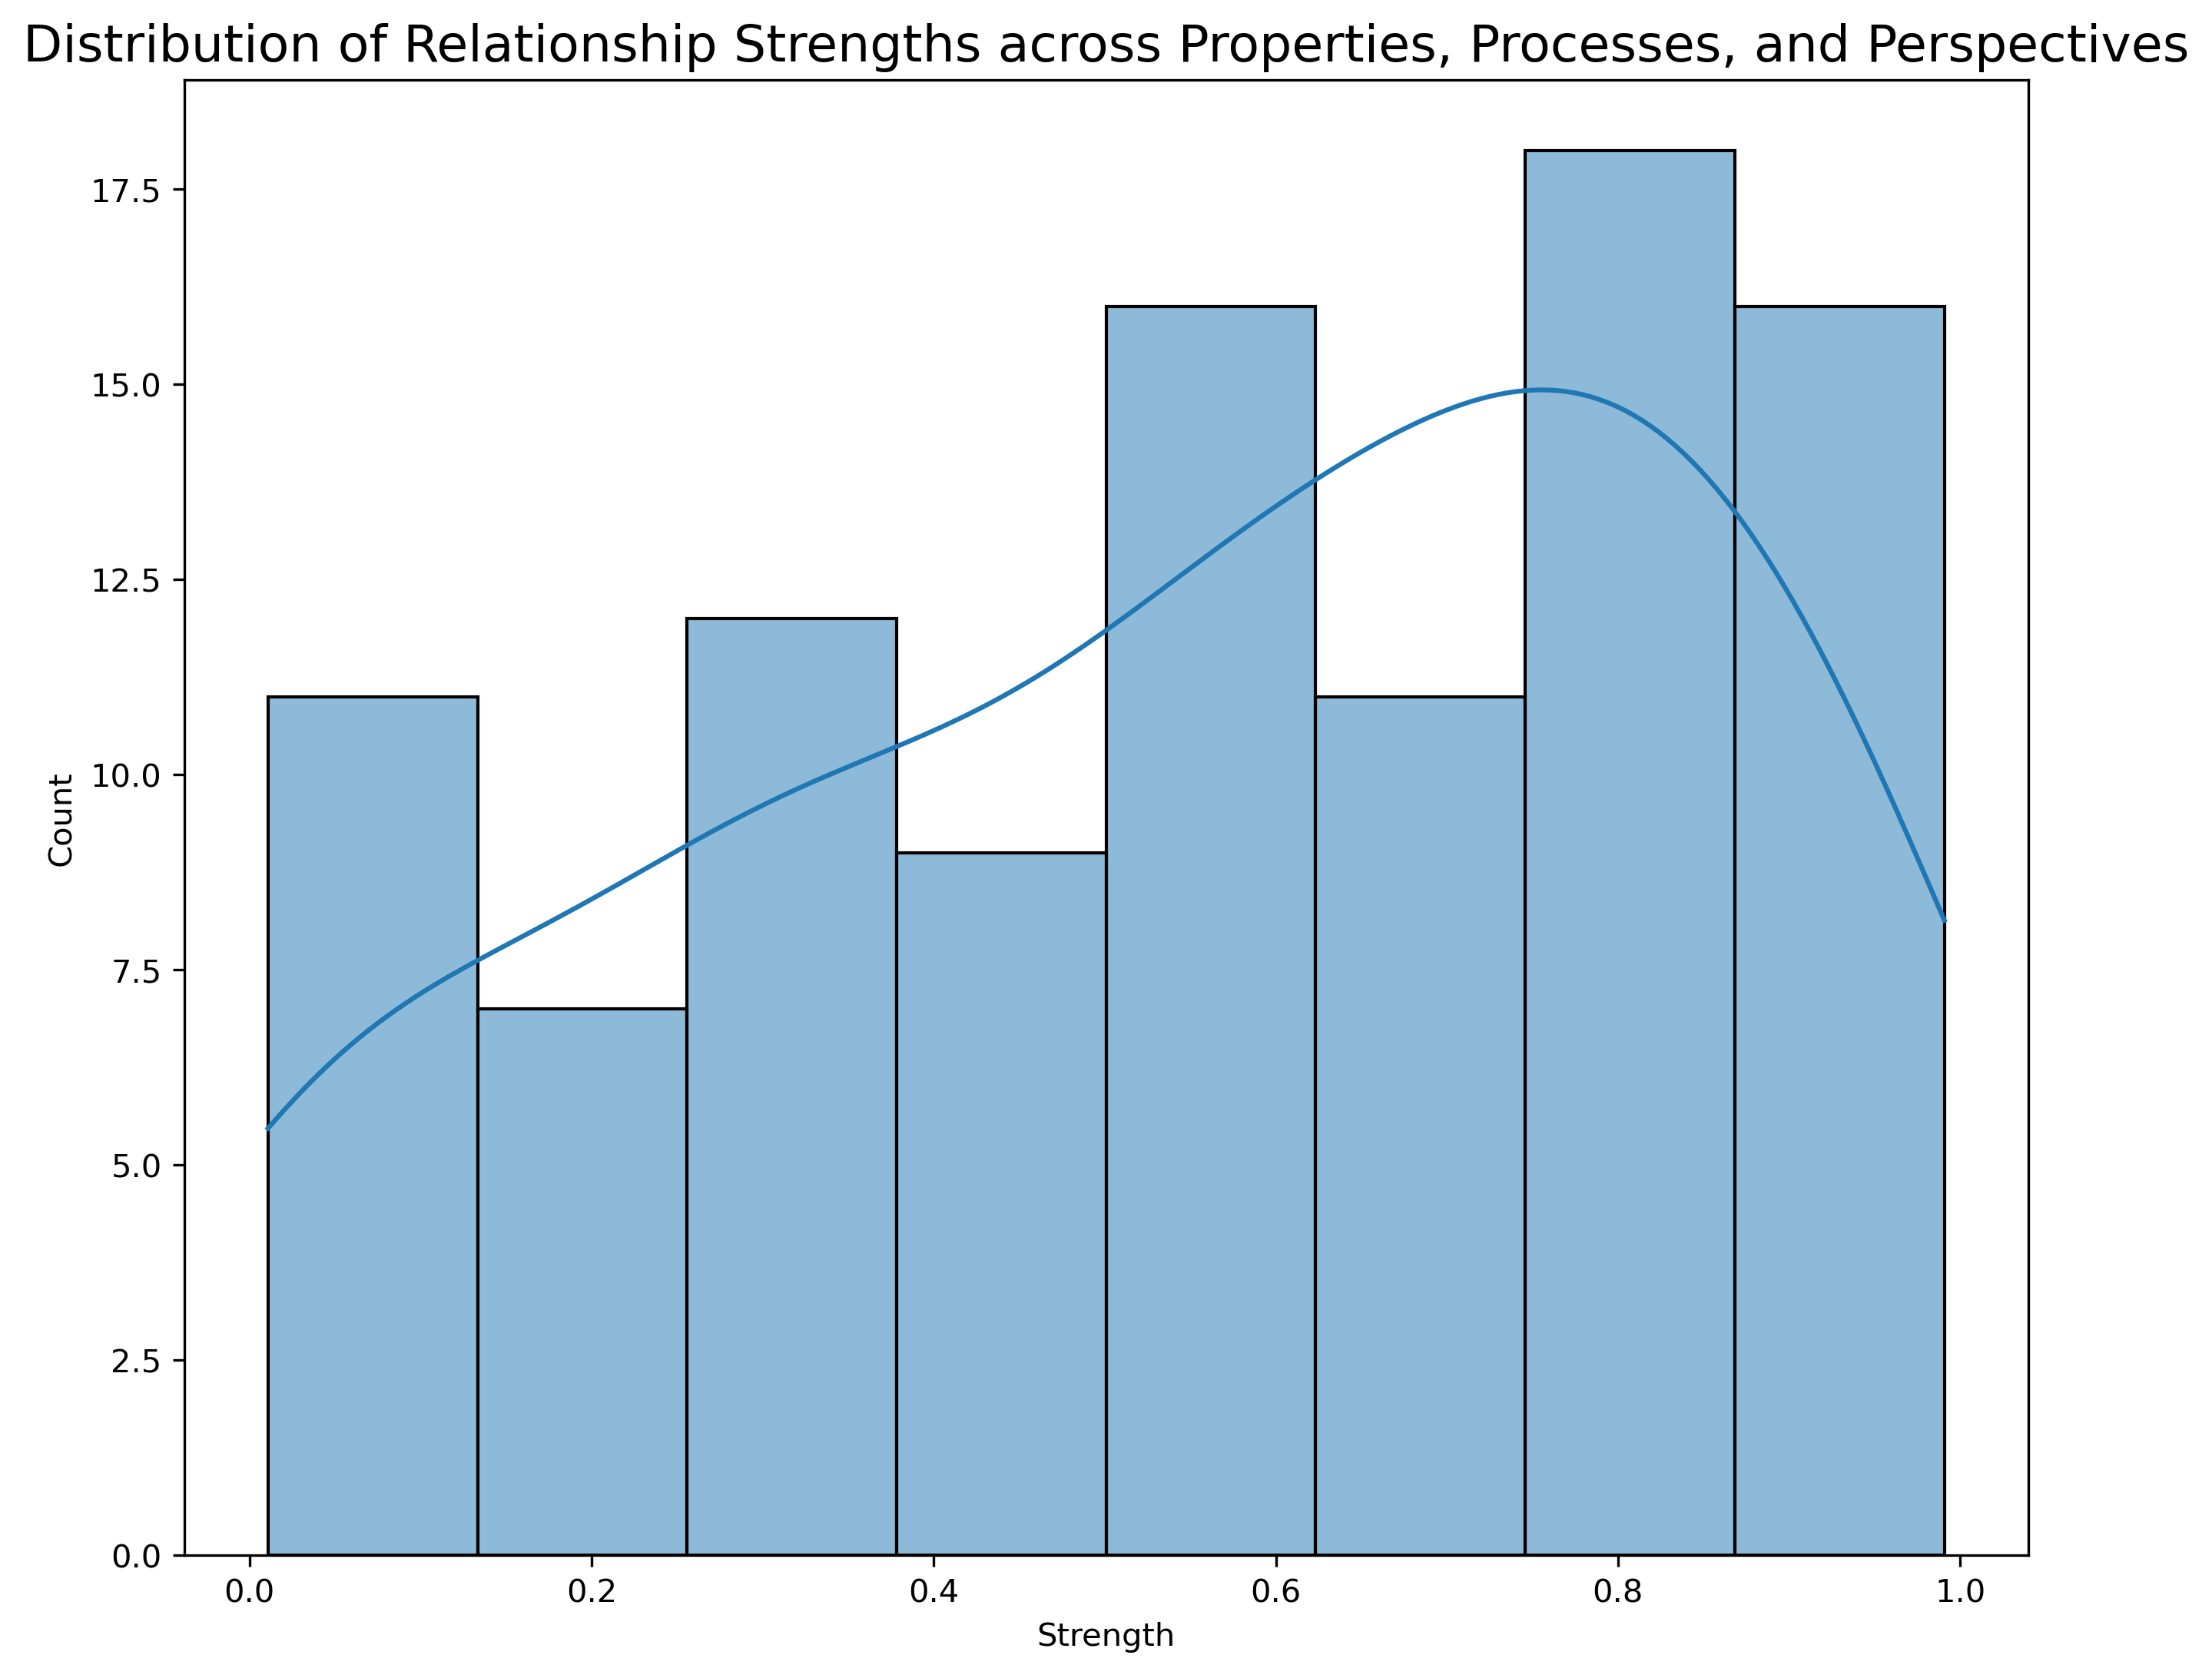 Distribution of Relationship Strengths across Properties, Processes, and Perspectives
17.5
15.0
12.5
10.0
7.5
5.0
2.5
0.0
Count
0.0 0.2 0.4 0.6 0.8 1.0
Strength